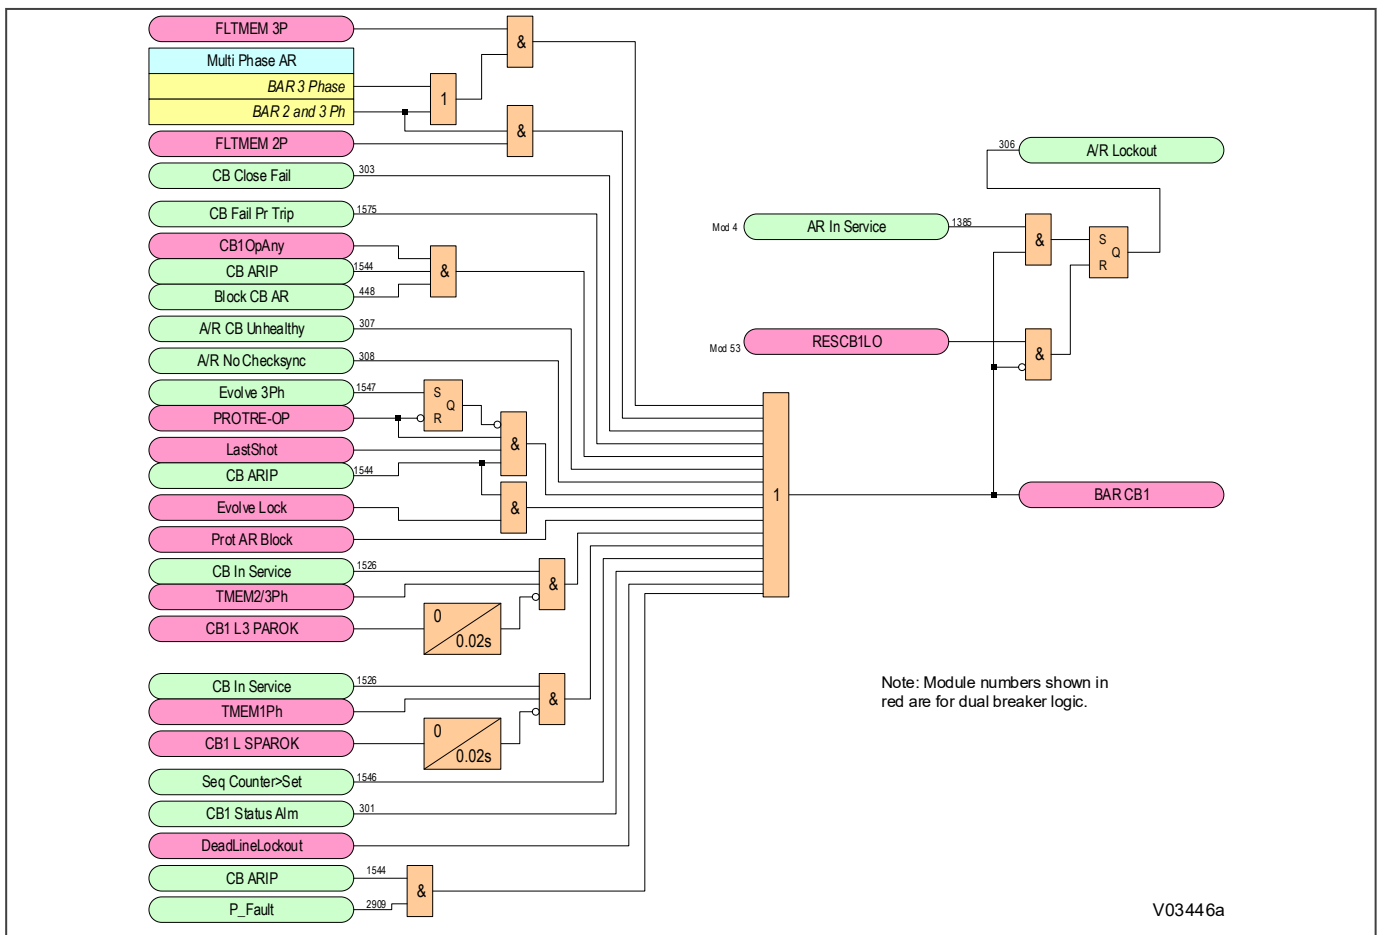 FLTMEM 3P
&
Multi Phase AR
BAR 3 Phase
1
BAR 2 and 3 Ph
&
FLTMEM 2P
306
A/R Lockout
CB Close Fail
303
CB Fail Pr Trip
1575
Mod 4
AR In Service
1385
&
S
Q
R
CB1OpAny
CB ARIP
1544
&
Block CB AR
448
A/R CB Unhealthy
307
Mod 53
RESCB1LO
&
A/R No Checksync
308
Evolve 3Ph
1547
S
Q
R
PROTRE-OP
&
LastShot
CB ARIP
1544
Evolve Lock
&
1
BAR CB1
Prot AR Block
CB In Service
1526
&
TMEM2/3Ph
CB1 L3 PAROK
0
0.02s
CB In Service
1526
&
TMEM1Ph
CB1 L SPAROK
0
0.02s
Note: Module numbers shown in
red are for dual breaker logic.
Seq Counter>Set
1546
CB1 Status Alm
301
DeadLineLockout
CB ARIP
1544
&
P_Fault
2909
V03446a